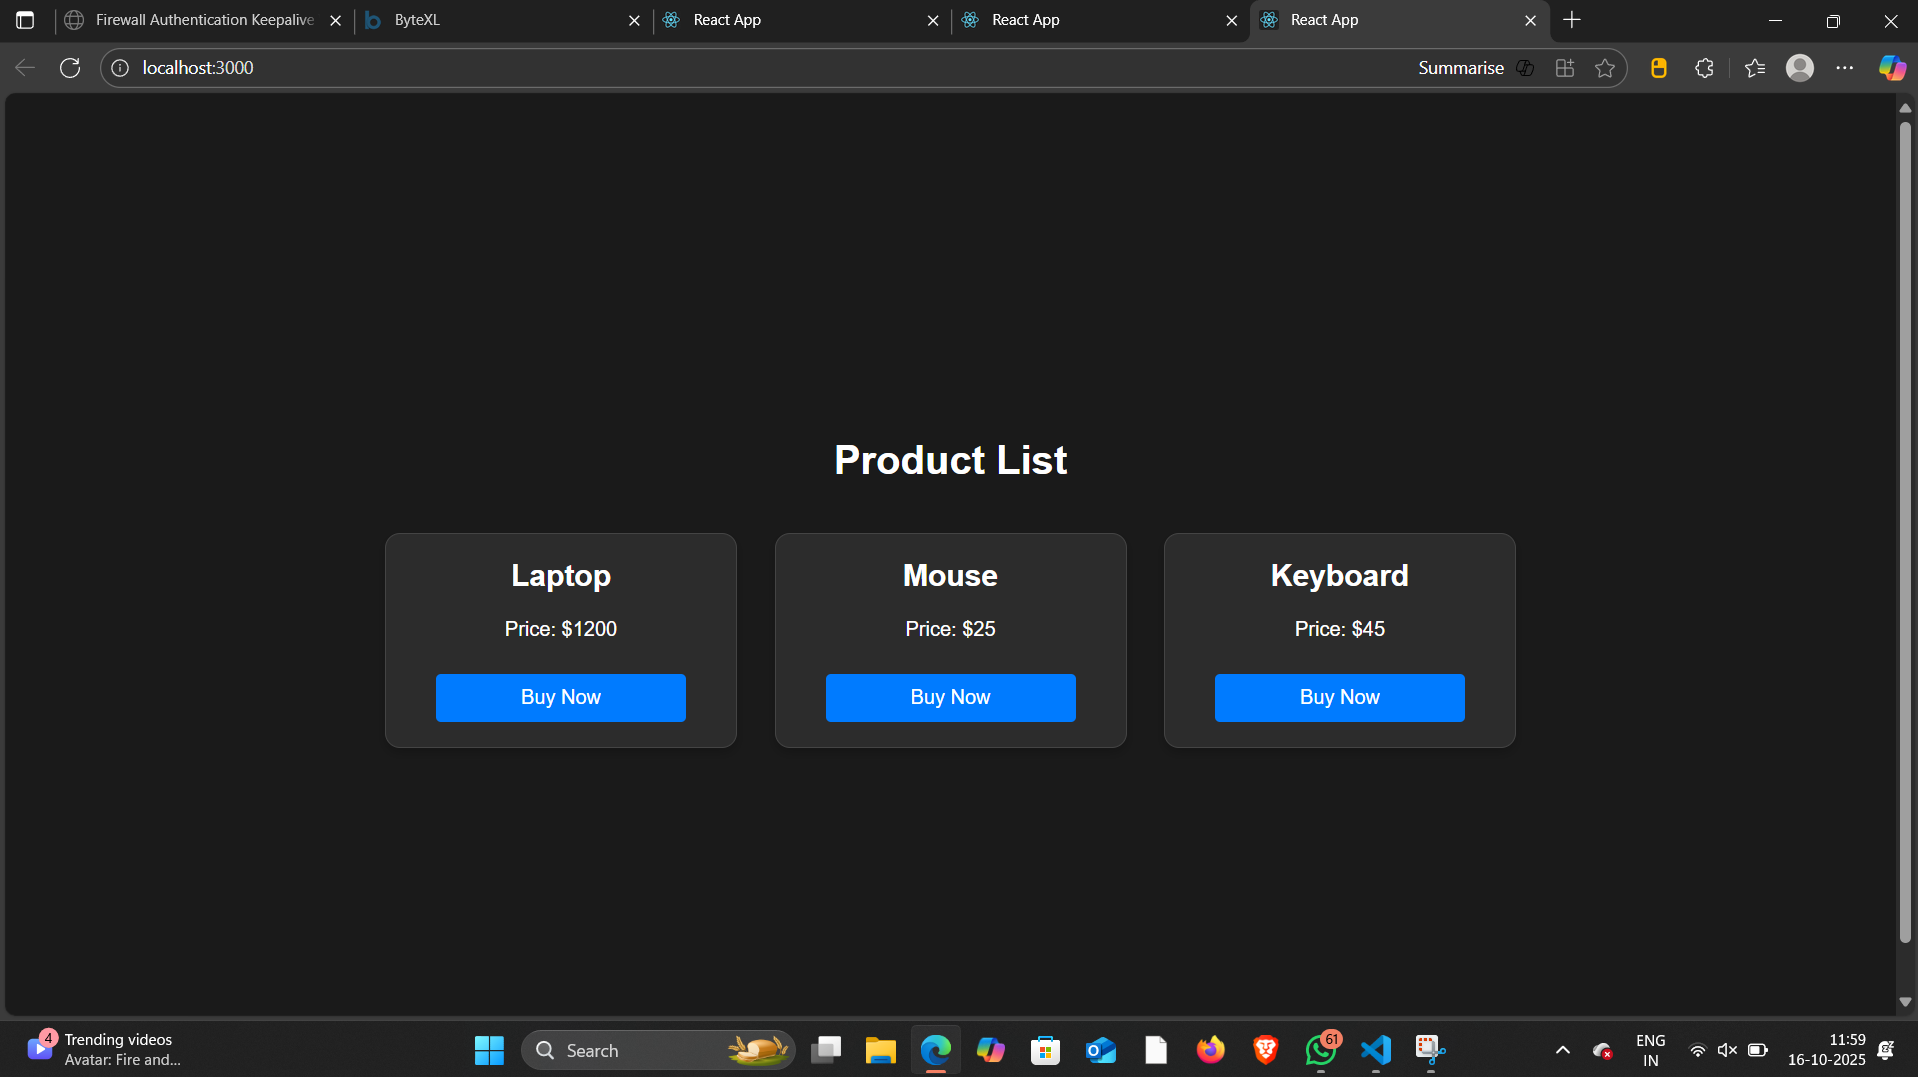 Firewall Authentication Keepalive
ByteXL
React App
React App
React App
localhost:3000
Summarise
Product List
Laptop
Price: $1200
Buy Now
Mouse
Price: $25
Buy Now
Keyboard
Price: $45
Buy Now
4
Trending videos
Avatar: Fire and...
Search
61
ENG
IN
11:59
16-10-2025